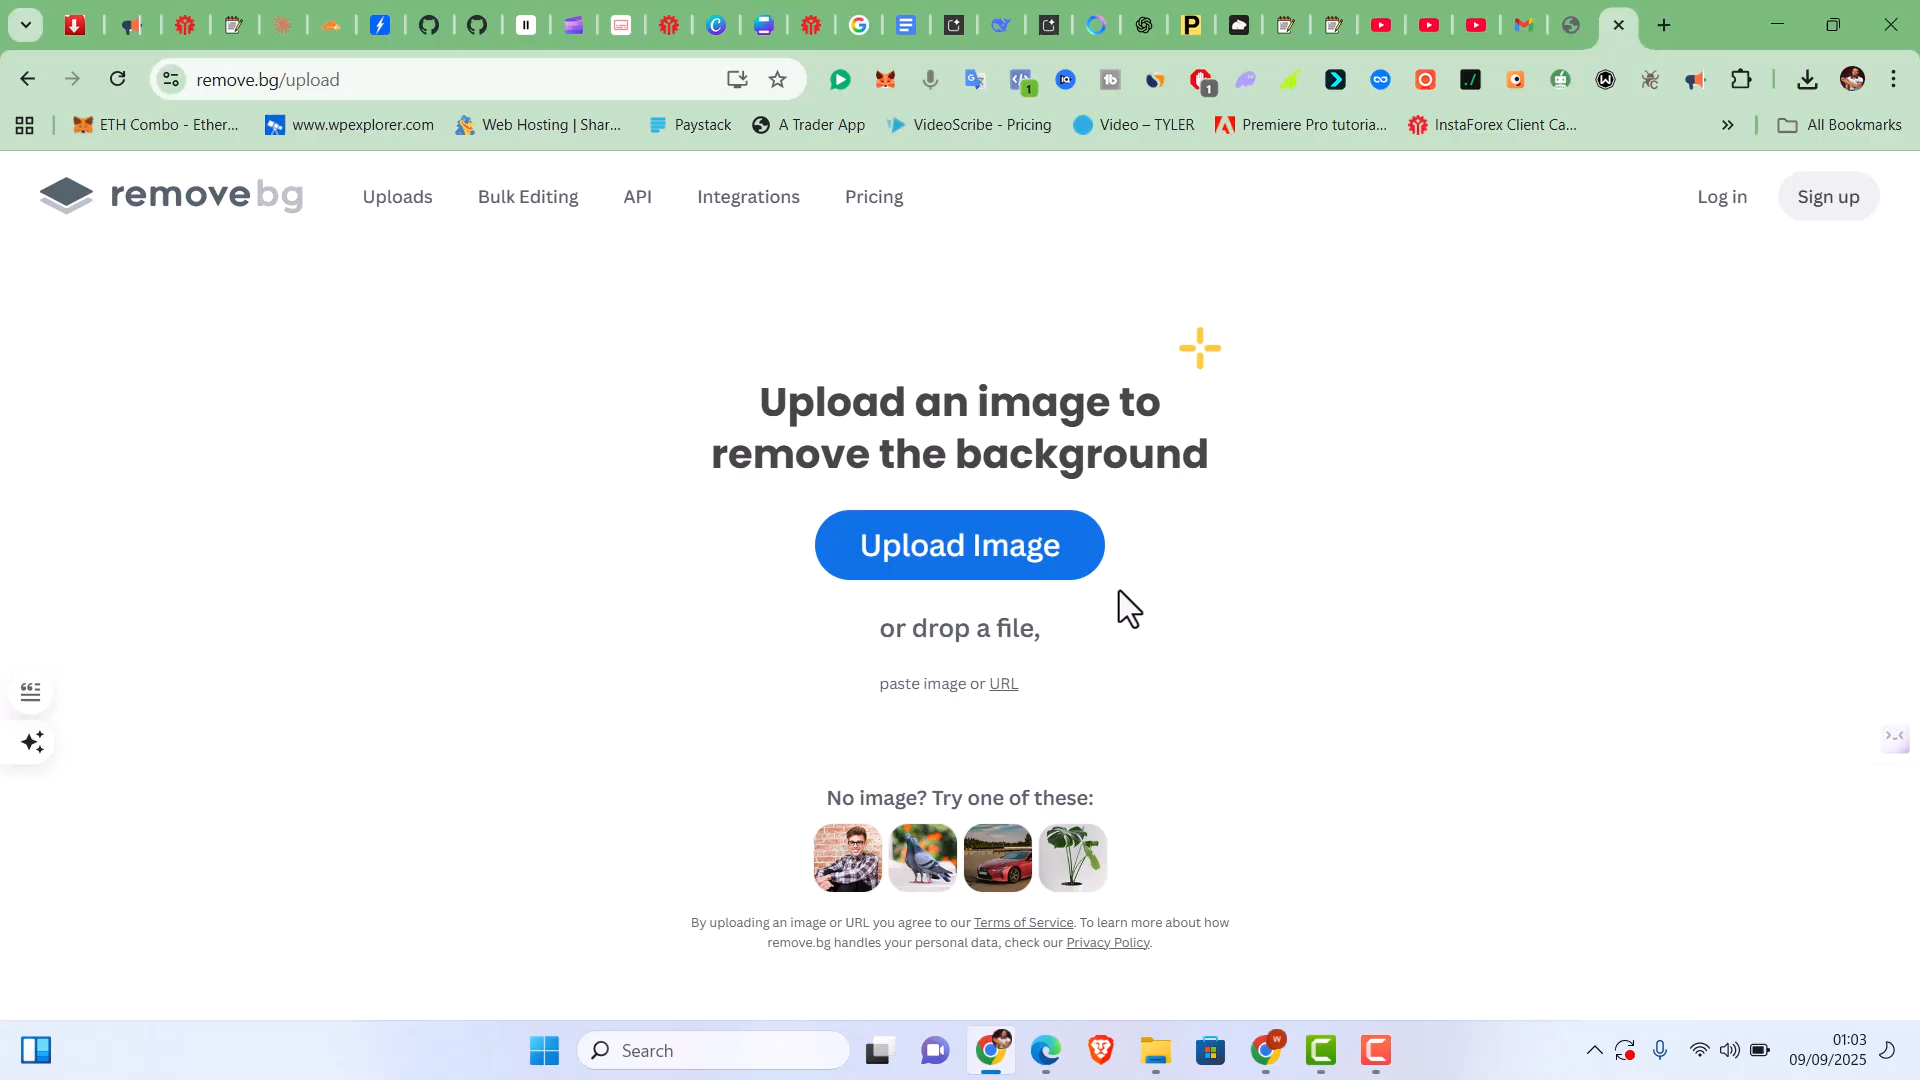 remove.bg/upload
1
1
ETH Combo - Ether...
www.wpexplorer.com
Web Hosting | Shar...
Paystack
A Trader App
VideoScribe - Pricing
Video – TYLER
Premiere Pro tutoria...
InstaForex Client Ca...
All Bookmarks
removebg
Uploads
Bulk Editing
API
Integrations
Pricing
Log in
Sign up
Upload an image to
remove the background
Upload Image
or drop a file,
paste image or URL
No image? Try one of these:
By uploading an image or URL you agree to our Terms of Service. To learn more about how
remove.bg handles your personal data, check our Privacy Policy.
Search
01:03
09/09/2025